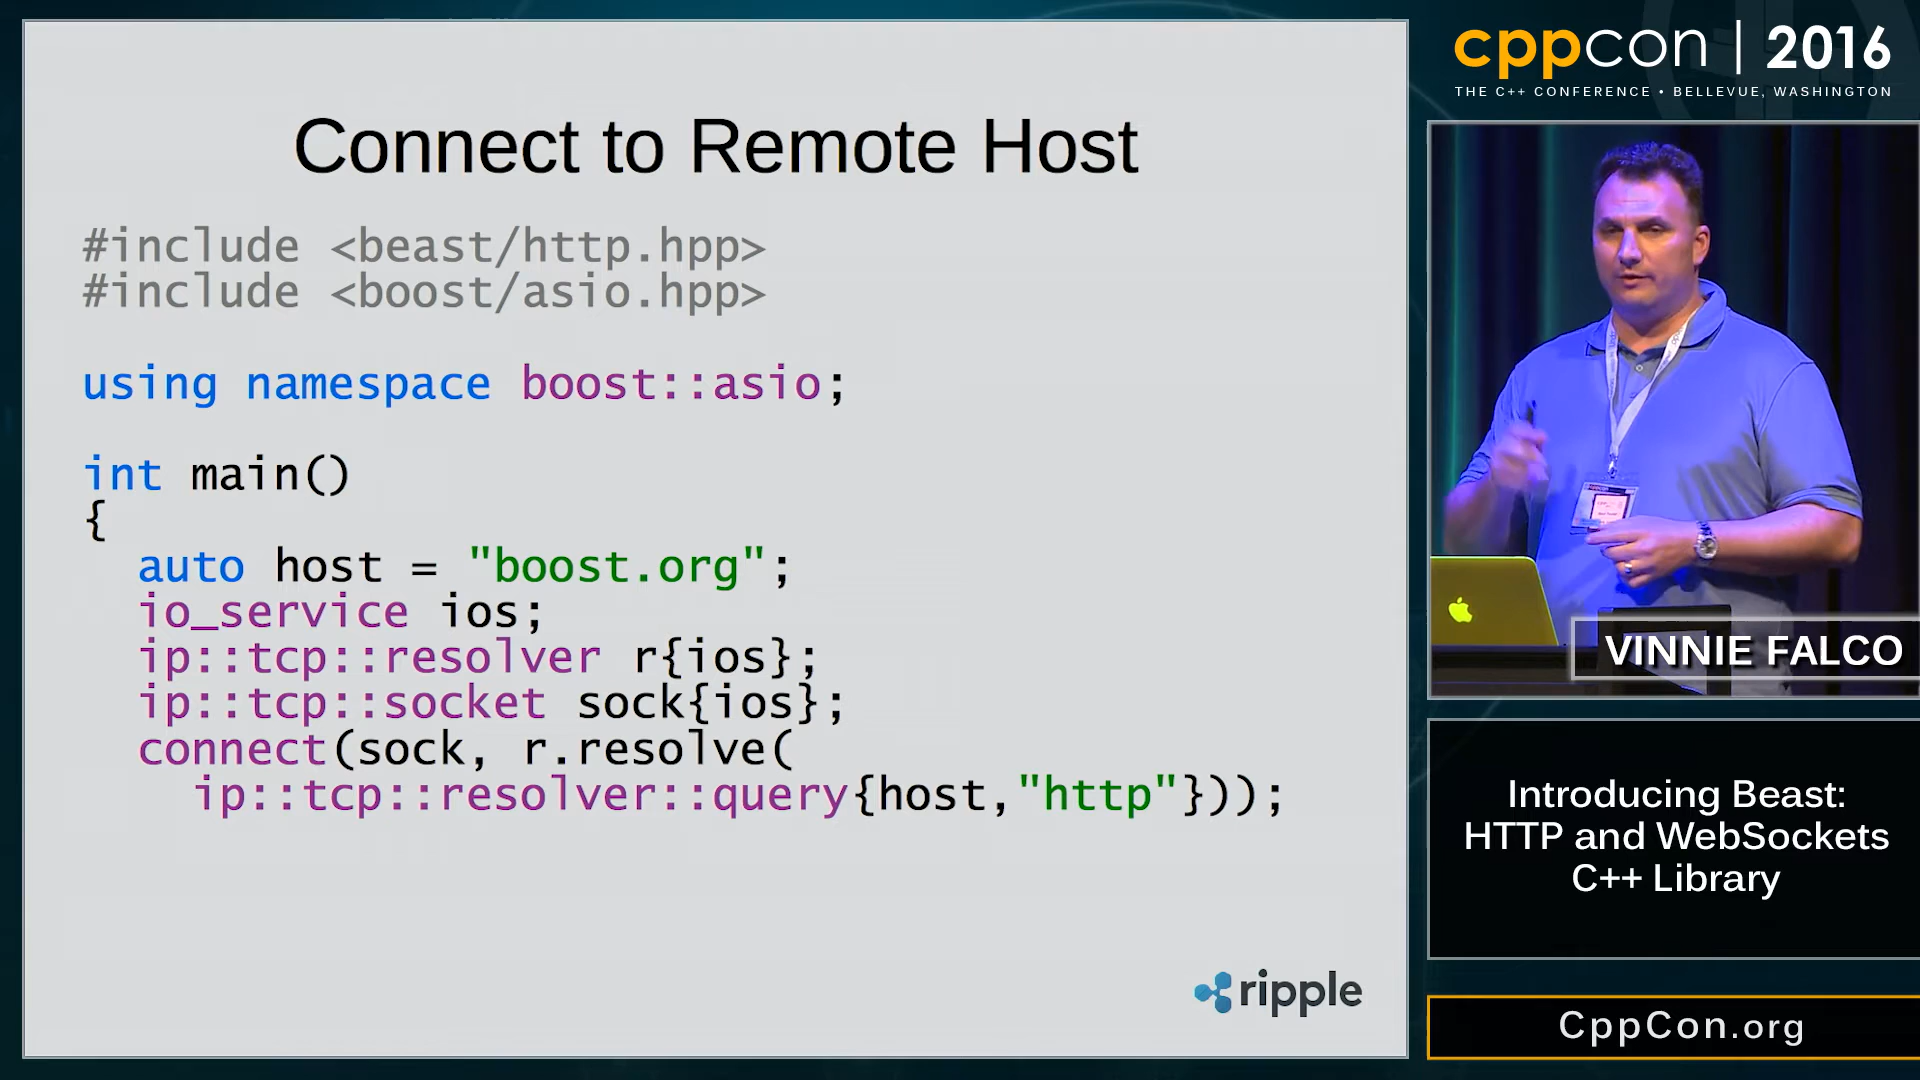 Connect to Remote Host
#include <beast/http.hpp>
#include <boost/asio.hpp>
using namespace boost::asio;
int main()
{
auto host = "boost.org";
io_service ios;
ip::tcp::resolver r{ios};
ip::tcp::socket sock{ios};
connect(sock, r.resolve(
ip::tcp::resolver::query{host,"http"}));
ripple
cppcon | 2016
THE C++ CONFERENCE • BELLEVUE, WASHINGTON
VINNIE FALCO
Introducing Beast:
HTTP and WebSockets
C++ Library
CppCon.org